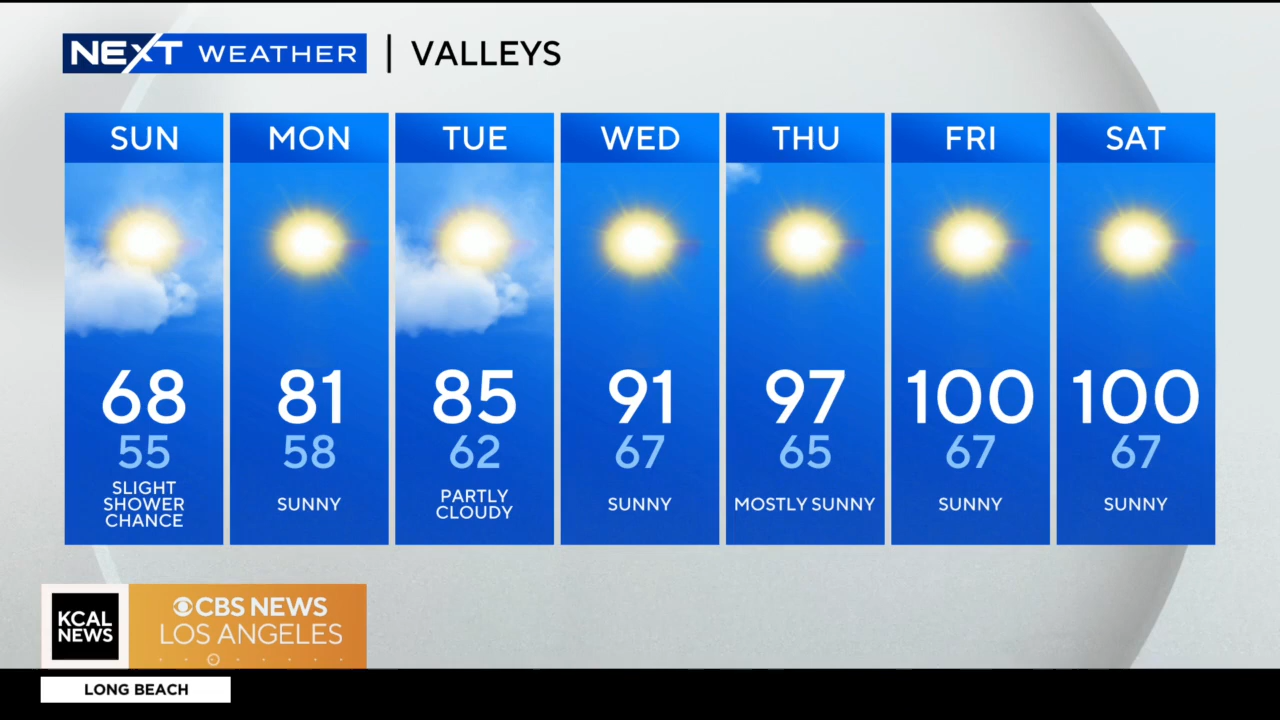 NEXT WEATHER | VALLEYS
SUN MON TUE WED THU FRI SAT
68 81 85 91 97 100 100
55 58 62 67 65 67 67
SLIGHT
SHOWER
CHANCE
SUNNY
PARTLY
CLOUDY
SUNNY
MOSTLY SUNNY
SUNNY
SUNNY
KCAL
NEWS
CBS NEWS
LOS ANGELES
LONG BEACH